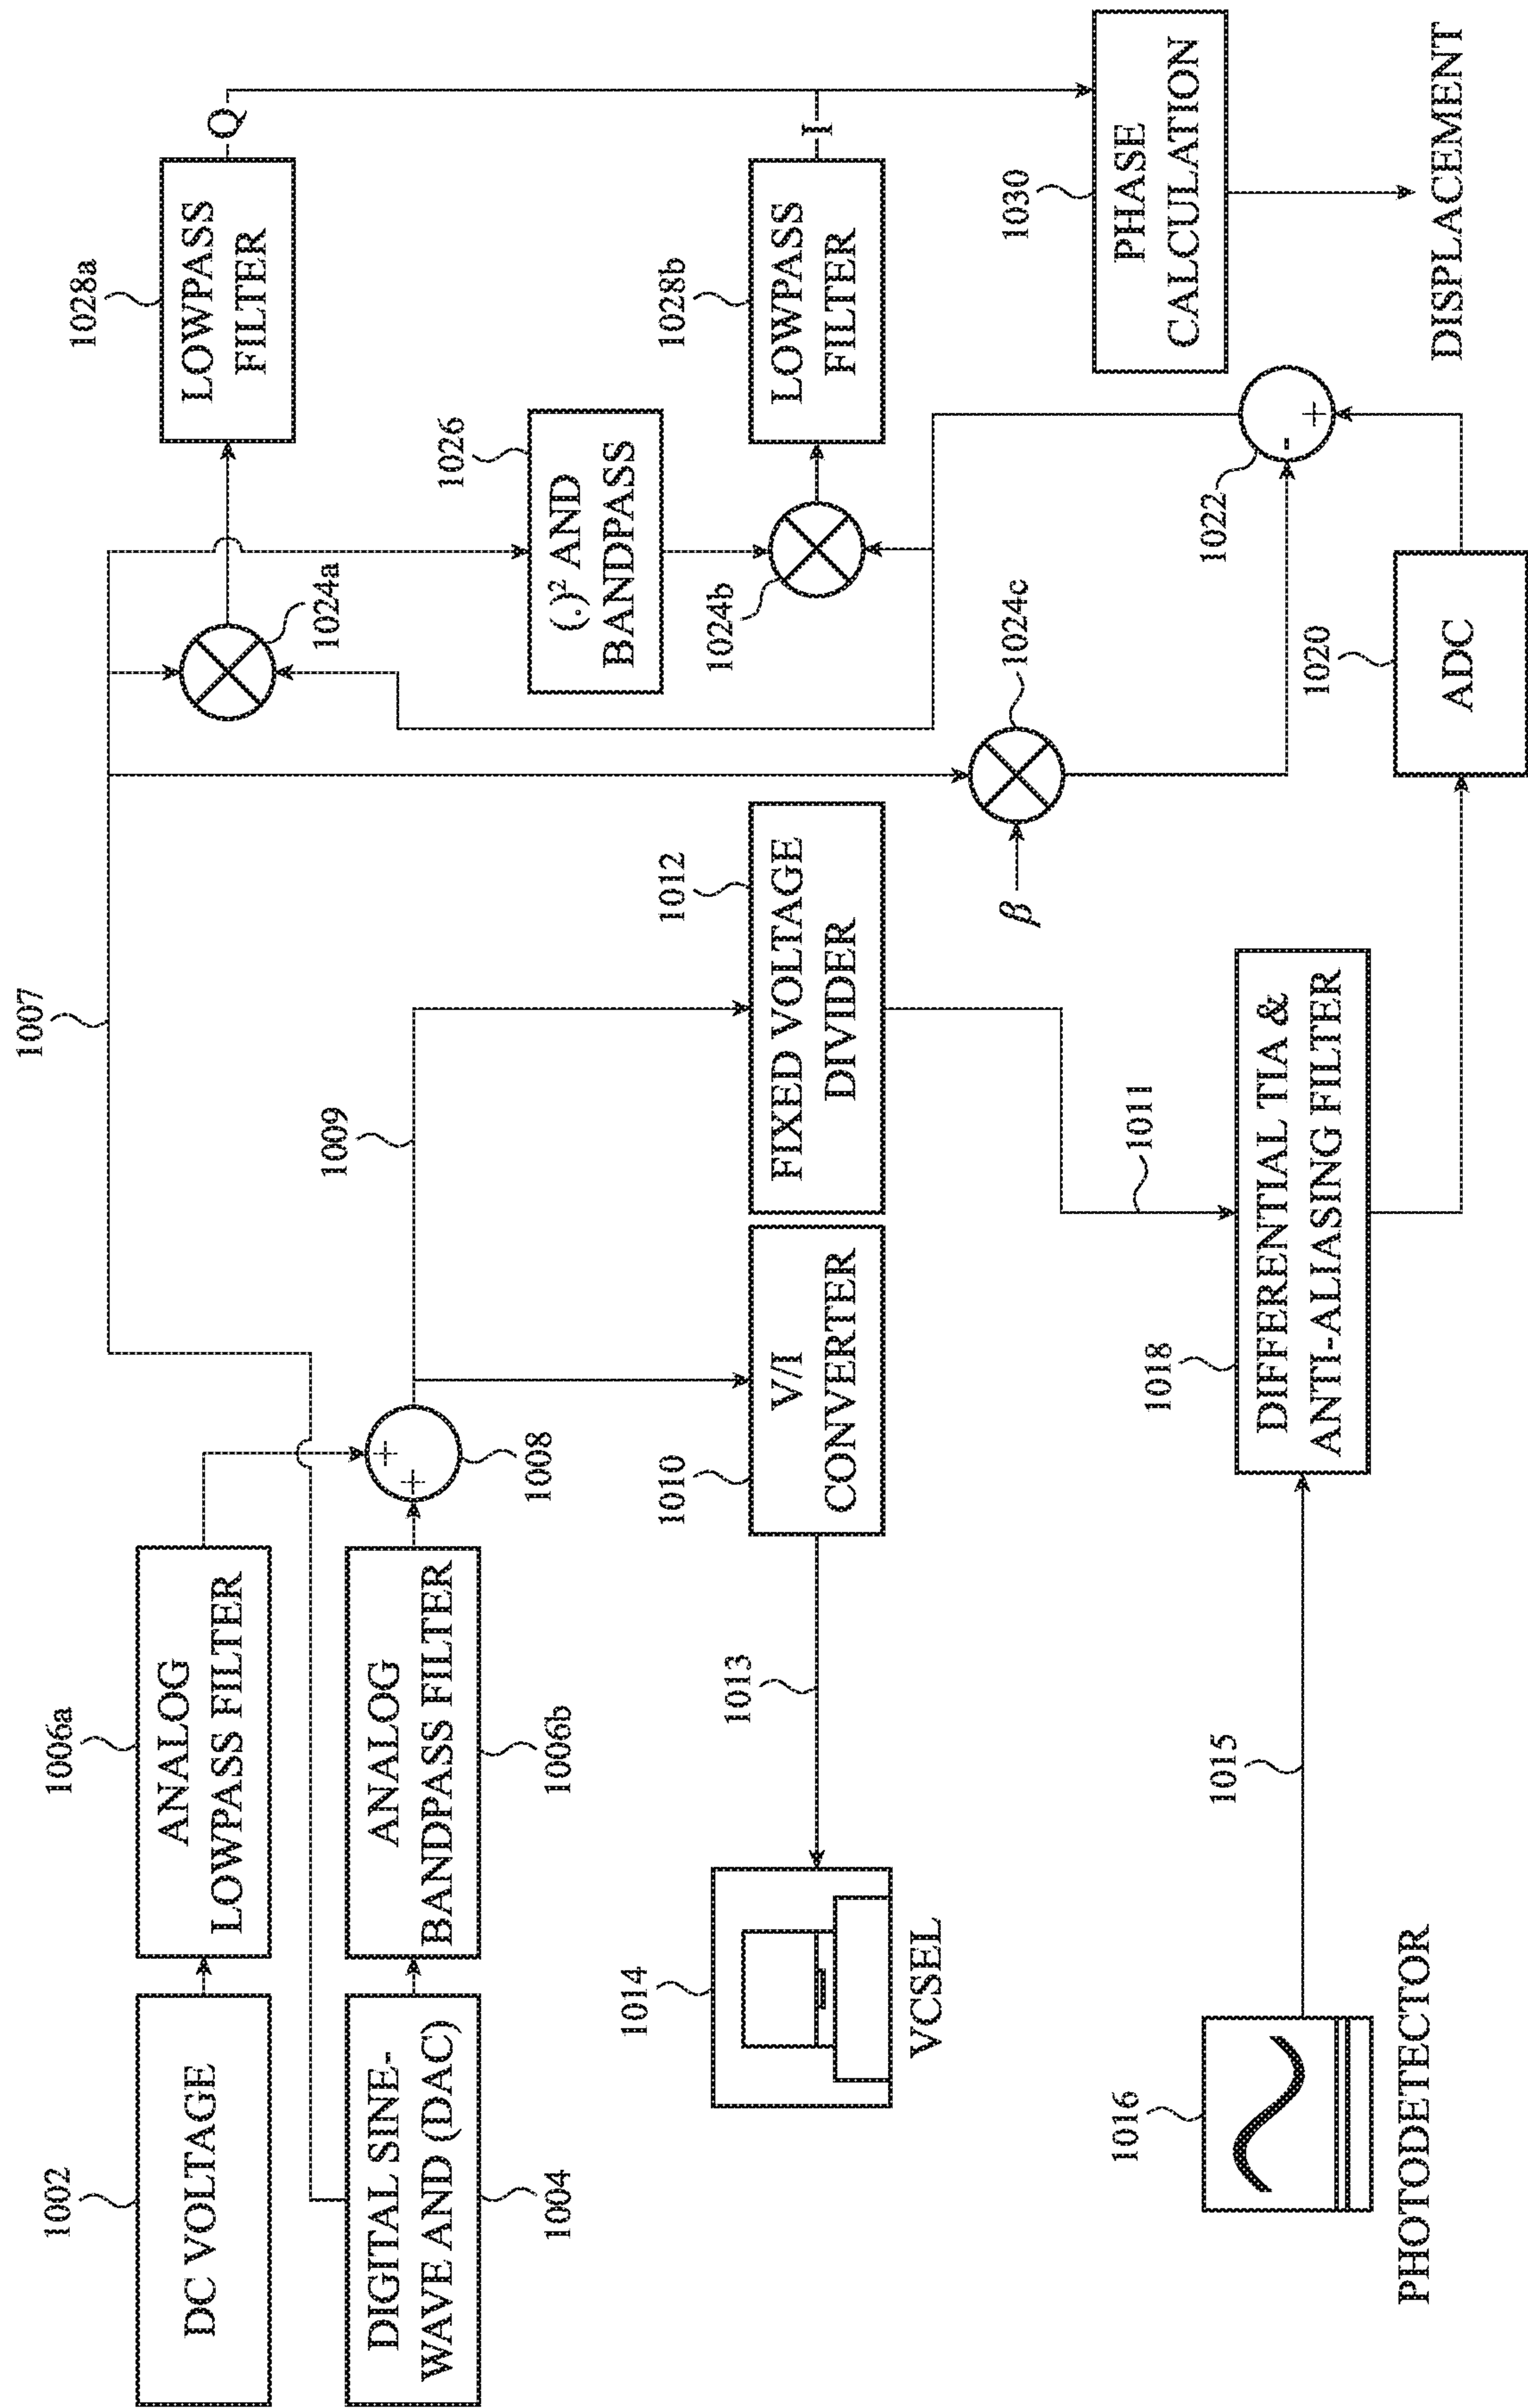 1002
DC VOLTAGE
1006a
ANALOG
LOWPASS FILTER
1007
1004
DIGITAL SINE-
WAVE AND (DAC)
1006b
ANALOG
BANDPASS FILTER
+
+
1008
1009
1010
V/I
CONVERTER
1012
FIXED VOLTAGE
DIVIDER
1013
1014
VCSEL
1011
1016
PHOTODETECTOR
1015
1018
DIFFERENTIAL TIA &
ANTI-ALIASING FILTER
1020
ADC
1022
-
+
β
1024c
1024a
1026
(.)² AND
BANDPASS
1024b
1028a
LOWPASS
FILTER
Q
1028b
LOWPASS
FILTER
I
1030
PHASE
CALCULATION
DISPLACEMENT